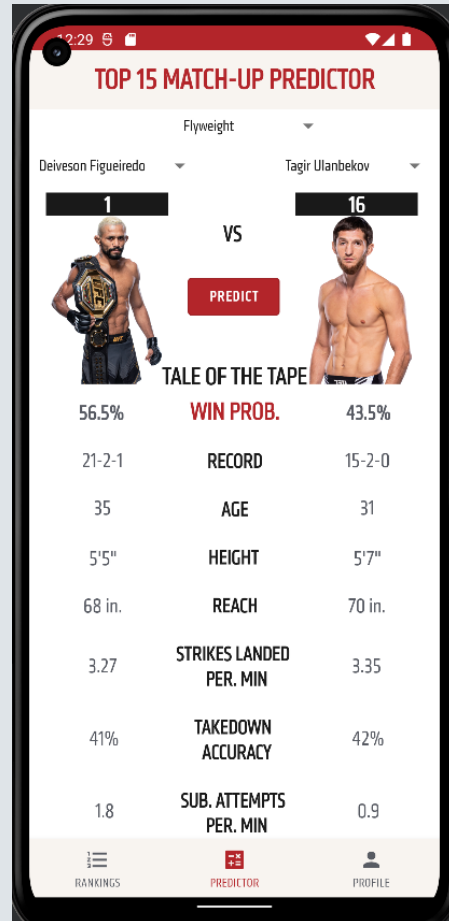 12:29
TOP 15 MATCH-UP PREDICTOR
Flyweight
Deiveson Figueiredo Tagir Ulanbekov
1 16
VS
PREDICT
TALE OF THE TAPE
56.5% WIN PROB. 43.5%
21-2-1 RECORD 15-2-0
35 AGE 31
5'5" HEIGHT 5'7"
68 in. REACH 70 in.
3.27 STRIKES LANDED PER. MIN 3.35
41% TAKEDOWN ACCURACY 42%
1.8 SUB. ATTEMPTS PER. MIN 0.9
RANKINGS PREDICTOR PROFILE